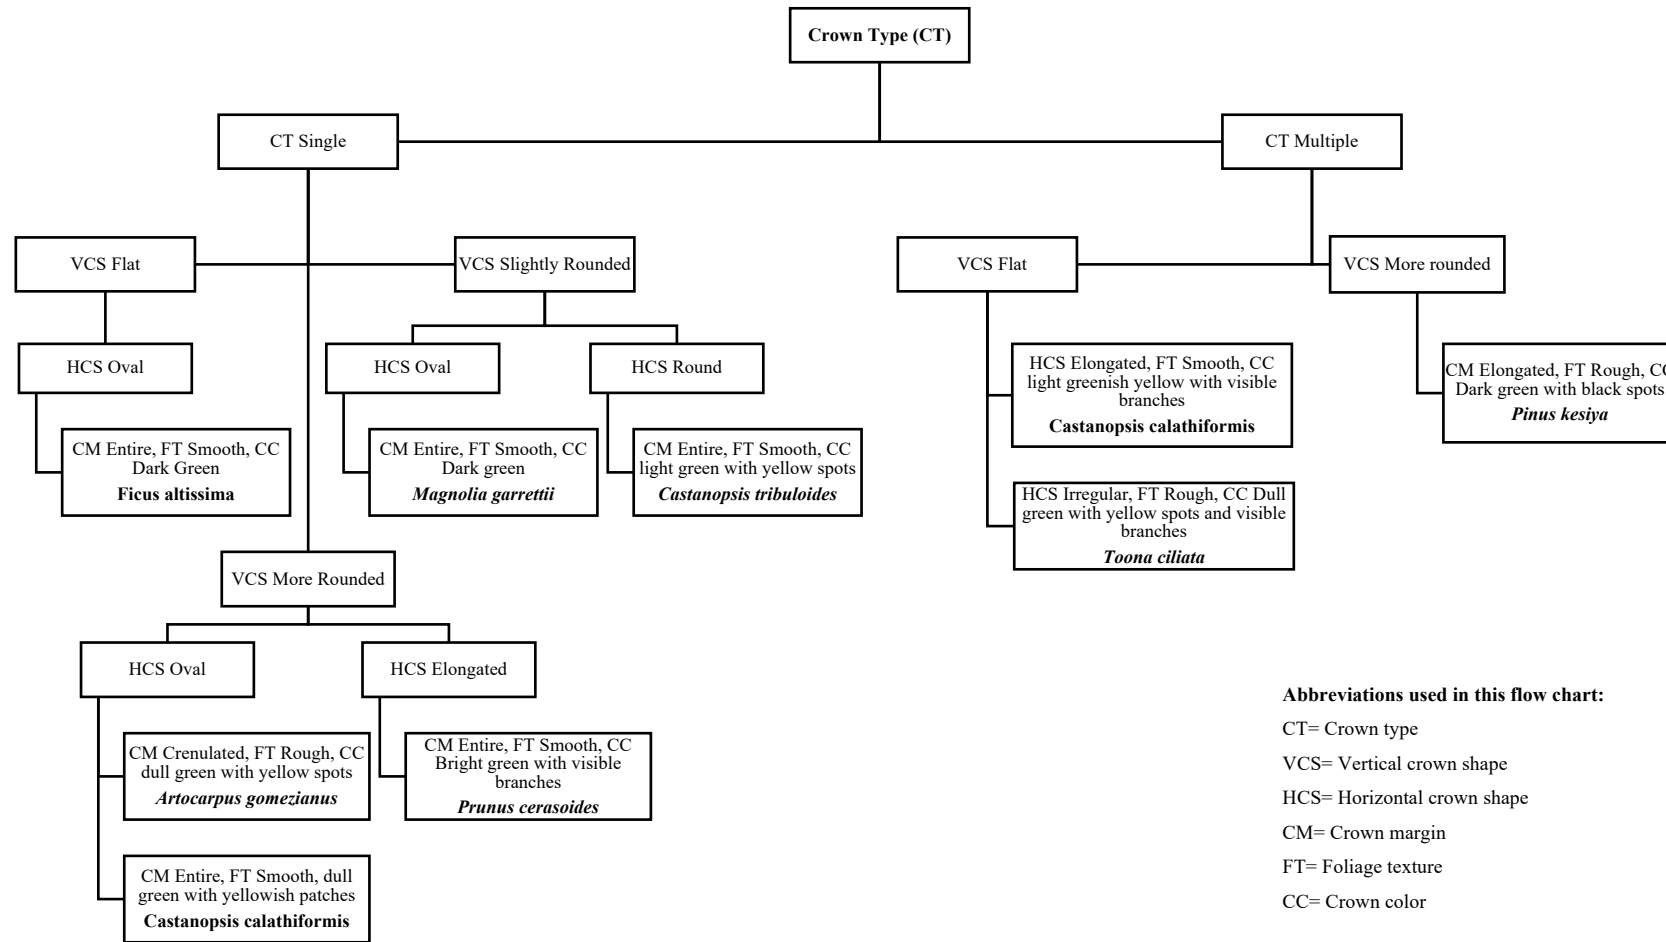 Crown Type (CT)
CT Single
CT Multiple
VCS Flat
VCS Slightly Rounded
VCS Flat
VCS More rounded
HCS Oval
HCS Oval
HCS Round
HCS Elongated, FT Smooth, CC
light greenish yellow with visible
branches
Castanopsis calathiformis
CM Elongated, FT Rough, CC
Dark green with black spots
Pinus kesiya
CM Entire, FT Smooth, CC
Dark Green
Ficus altissima
CM Entire, FT Smooth, CC
Dark green
Magnolia garrettii
CM Entire, FT Smooth, CC
light green with yellow spots
Castanopsis tribuloides
HCS Irregular, FT Rough, CC Dull
green with yellow spots and visible
branches
Toona ciliata
VCS More Rounded
HCS Oval
HCS Elongated
CM Crenulated, FT Rough, CC
dull green with yellow spots
Artocarpus gomezianus
CM Entire, FT Smooth, CC
Bright green with visible
branches
Prunus cerasoides
CM Entire, FT Smooth, dull
green with yellowish patches
Castanopsis calathiformis
Abbreviations used in this flow chart:
CT= Crown type
VCS= Vertical crown shape
HCS= Horizontal crown shape
CM= Crown margin
FT= Foliage texture
CC= Crown color